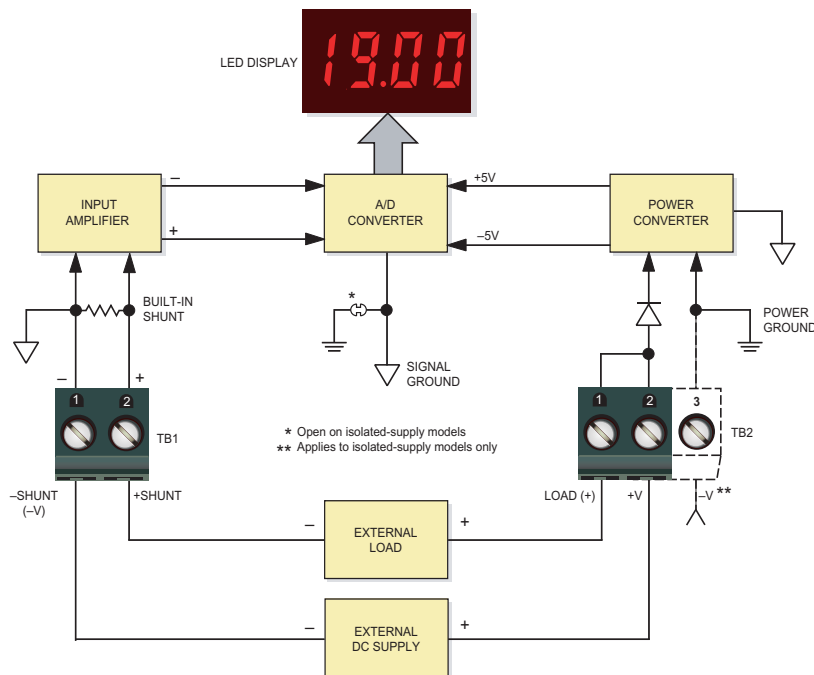 LED DISPLAY
19.00
–
+5V
INPUT
AMPLIFIER
A/D
CONVERTER
POWER
CONVERTER
+
–5V
BUILT-IN
SHUNT
*
POWER
GROUND
SIGNAL
GROUND
–
+
1
2
TB1
1
2
3
TB2
* Open on isolated-supply models
** Applies to isolated-supply models only
–SHUNT
(–V)
+SHUNT
LOAD (+)
+V
–V **
–
EXTERNAL
LOAD
+
–
EXTERNAL
DC SUPPLY
+